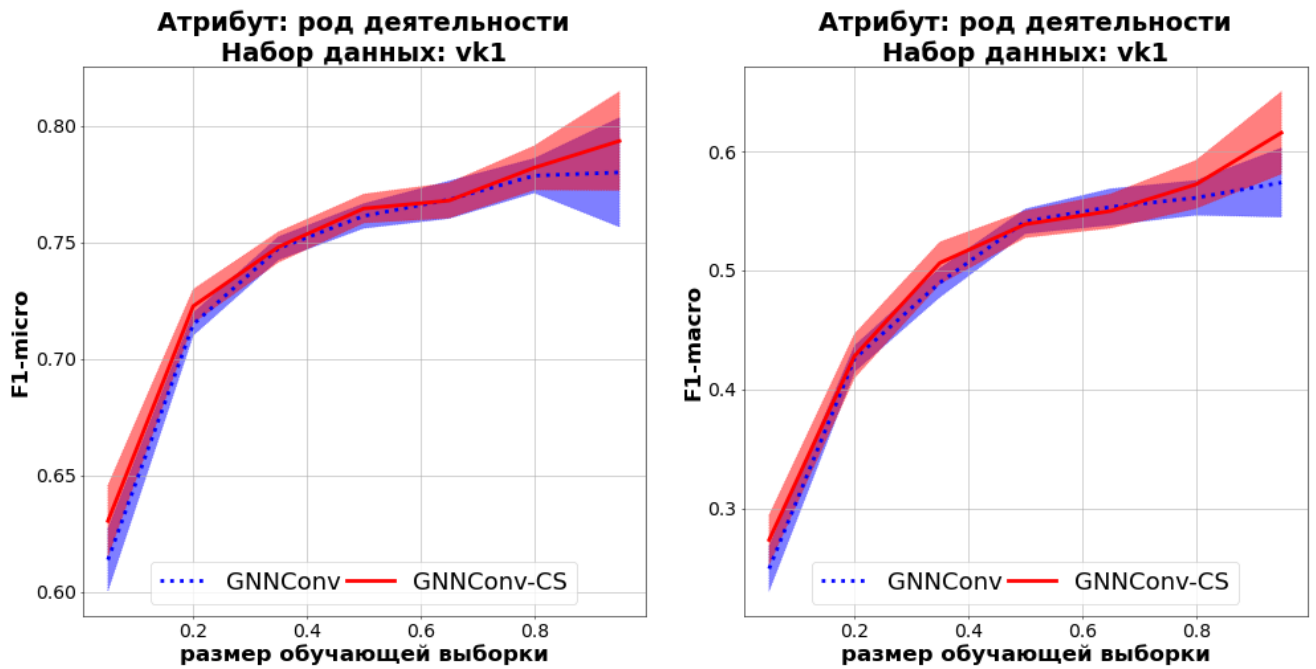 Атрибут: род деятельности
Набор данных: vk1
F1-micro
0.80
0.75
0.70
0.65
0.60
GNNConv
GNNConv-CS
0.2
0.4
0.6
0.8
размер обучающей выборки
Атрибут: род деятельности
Набор данных: vk1
F1-macro
0.6
0.5
0.4
0.3
GNNConv
GNNConv-CS
0.2
0.4
0.6
0.8
размер обучающей выборки